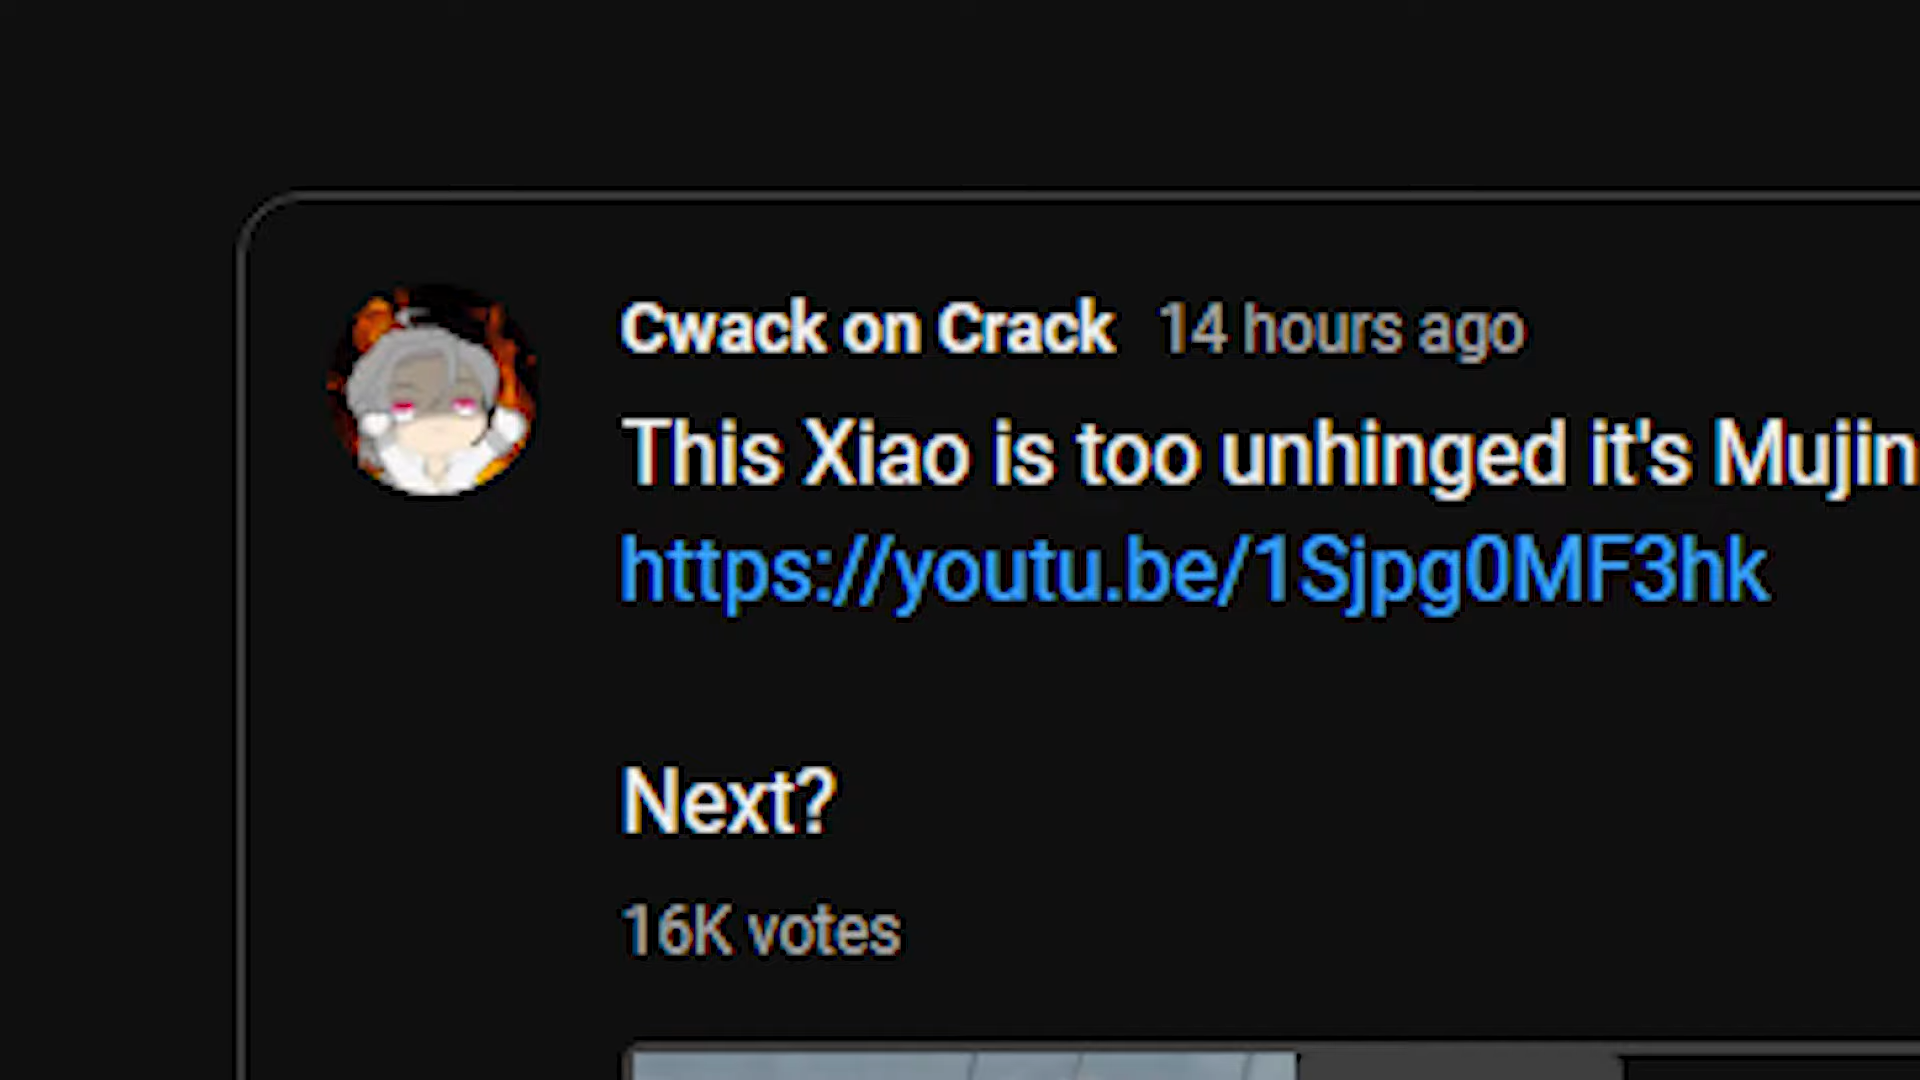 Cwack on Crack 14 hours ago
This Xiao is too unhinged it's Mujin
https://youtu.be/1Sjpg0MF3hk
Next?
16K votes